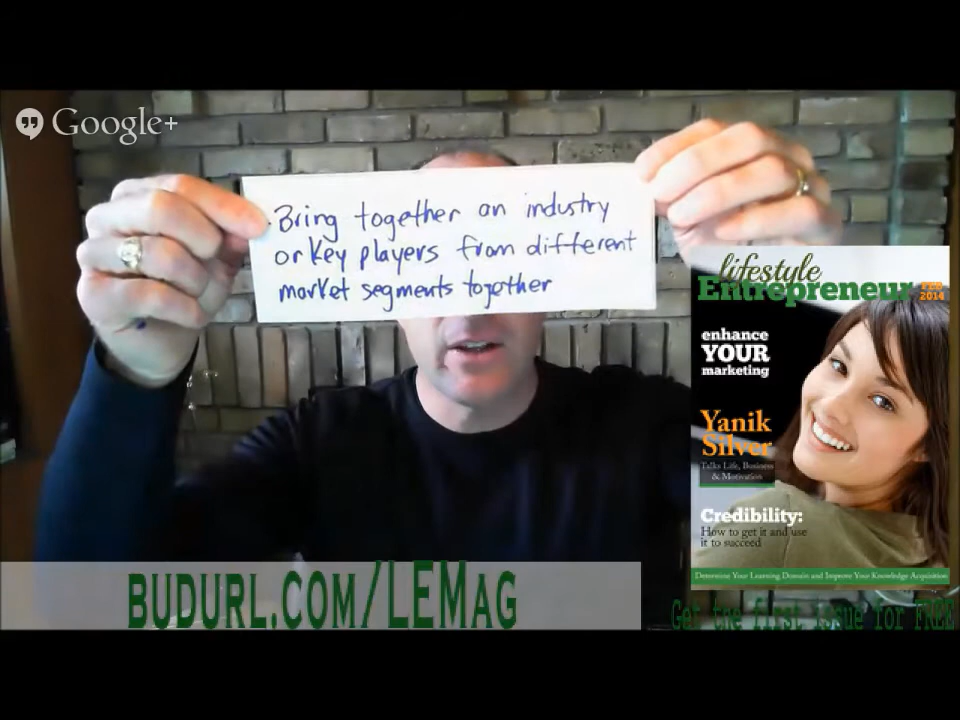 Google+
Bring together an industry
or key players from different
market segments together
lifestyle
Entrepreneur
FEB
2014
enhance
YOUR
marketing
Yanik
Silver
Talks Life, Business
& Motivation
Credibility:
How to get it and use
it to succeed
Determine Your Learning Domain and Improve Your Knowledge Acquisition
BUDURL.COM/LEMAG
Get the first issue for FREE